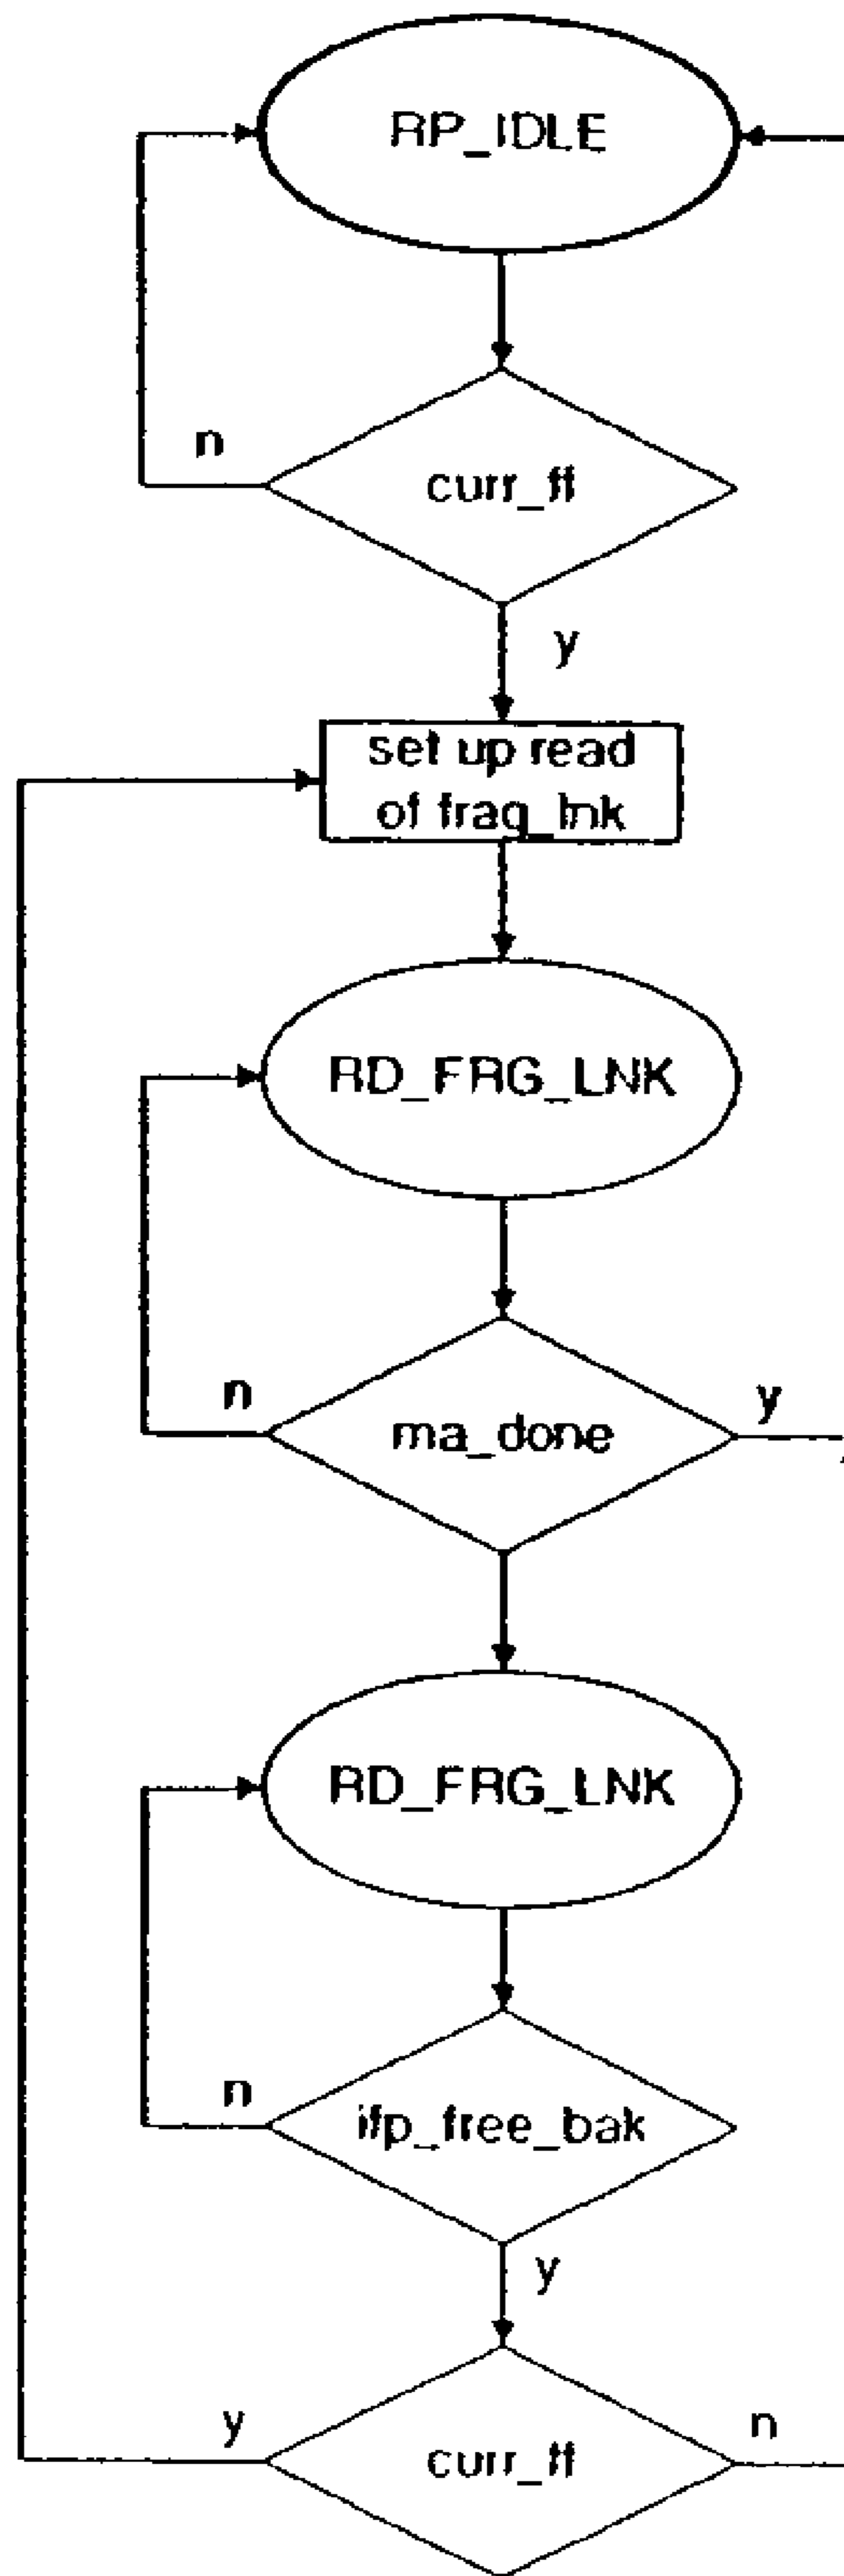 RP_IDLE
n
curr_ff
y
set up read
of frag_lnk
RD_FRG_LNK
n
ma_done
y
RD_FRG_LNK
n
ifp_free_bak
y
y
curr_ff
n